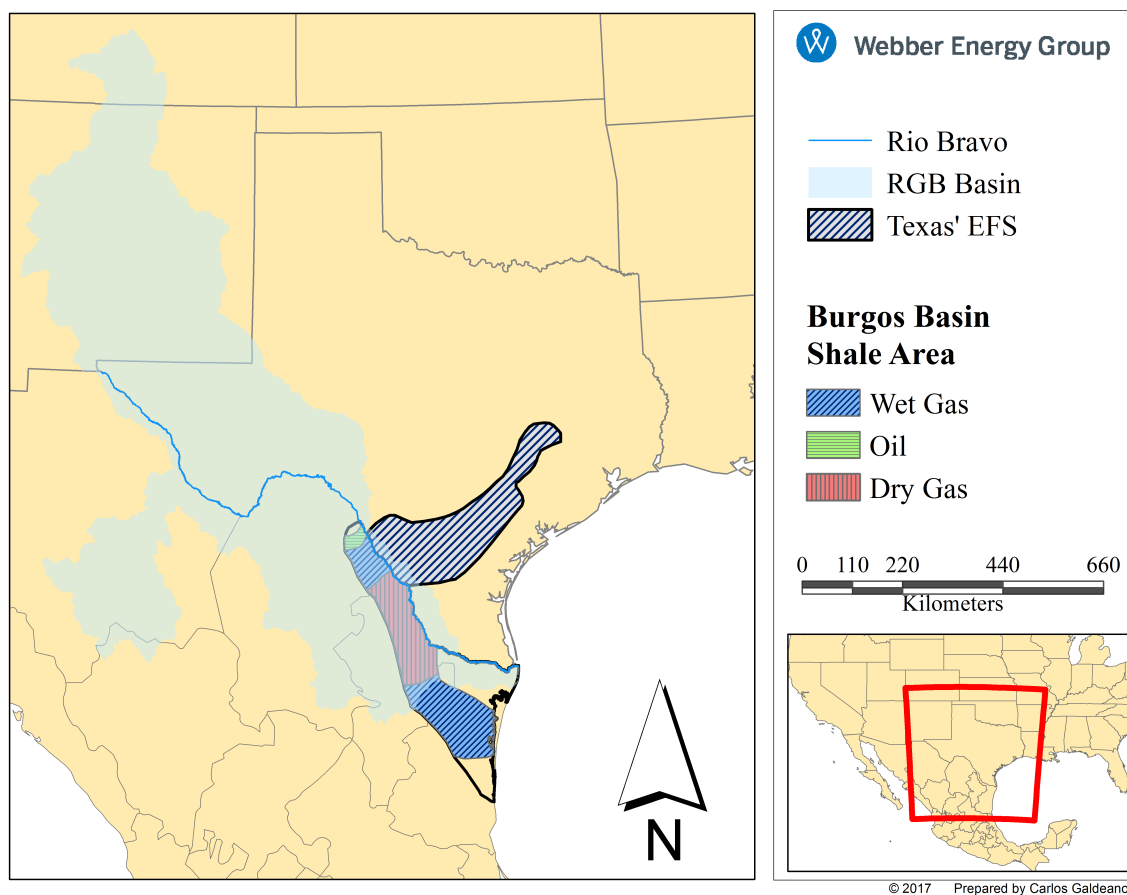 Webber Energy Group
Rio Bravo
RGB Basin
Texas' EFS
Burgos Basin
Shale Area
Wet Gas
Oil
Dry Gas
0 110 220 440 660
Kilometers
N
© 2017 Prepared by Carlos Galdeano